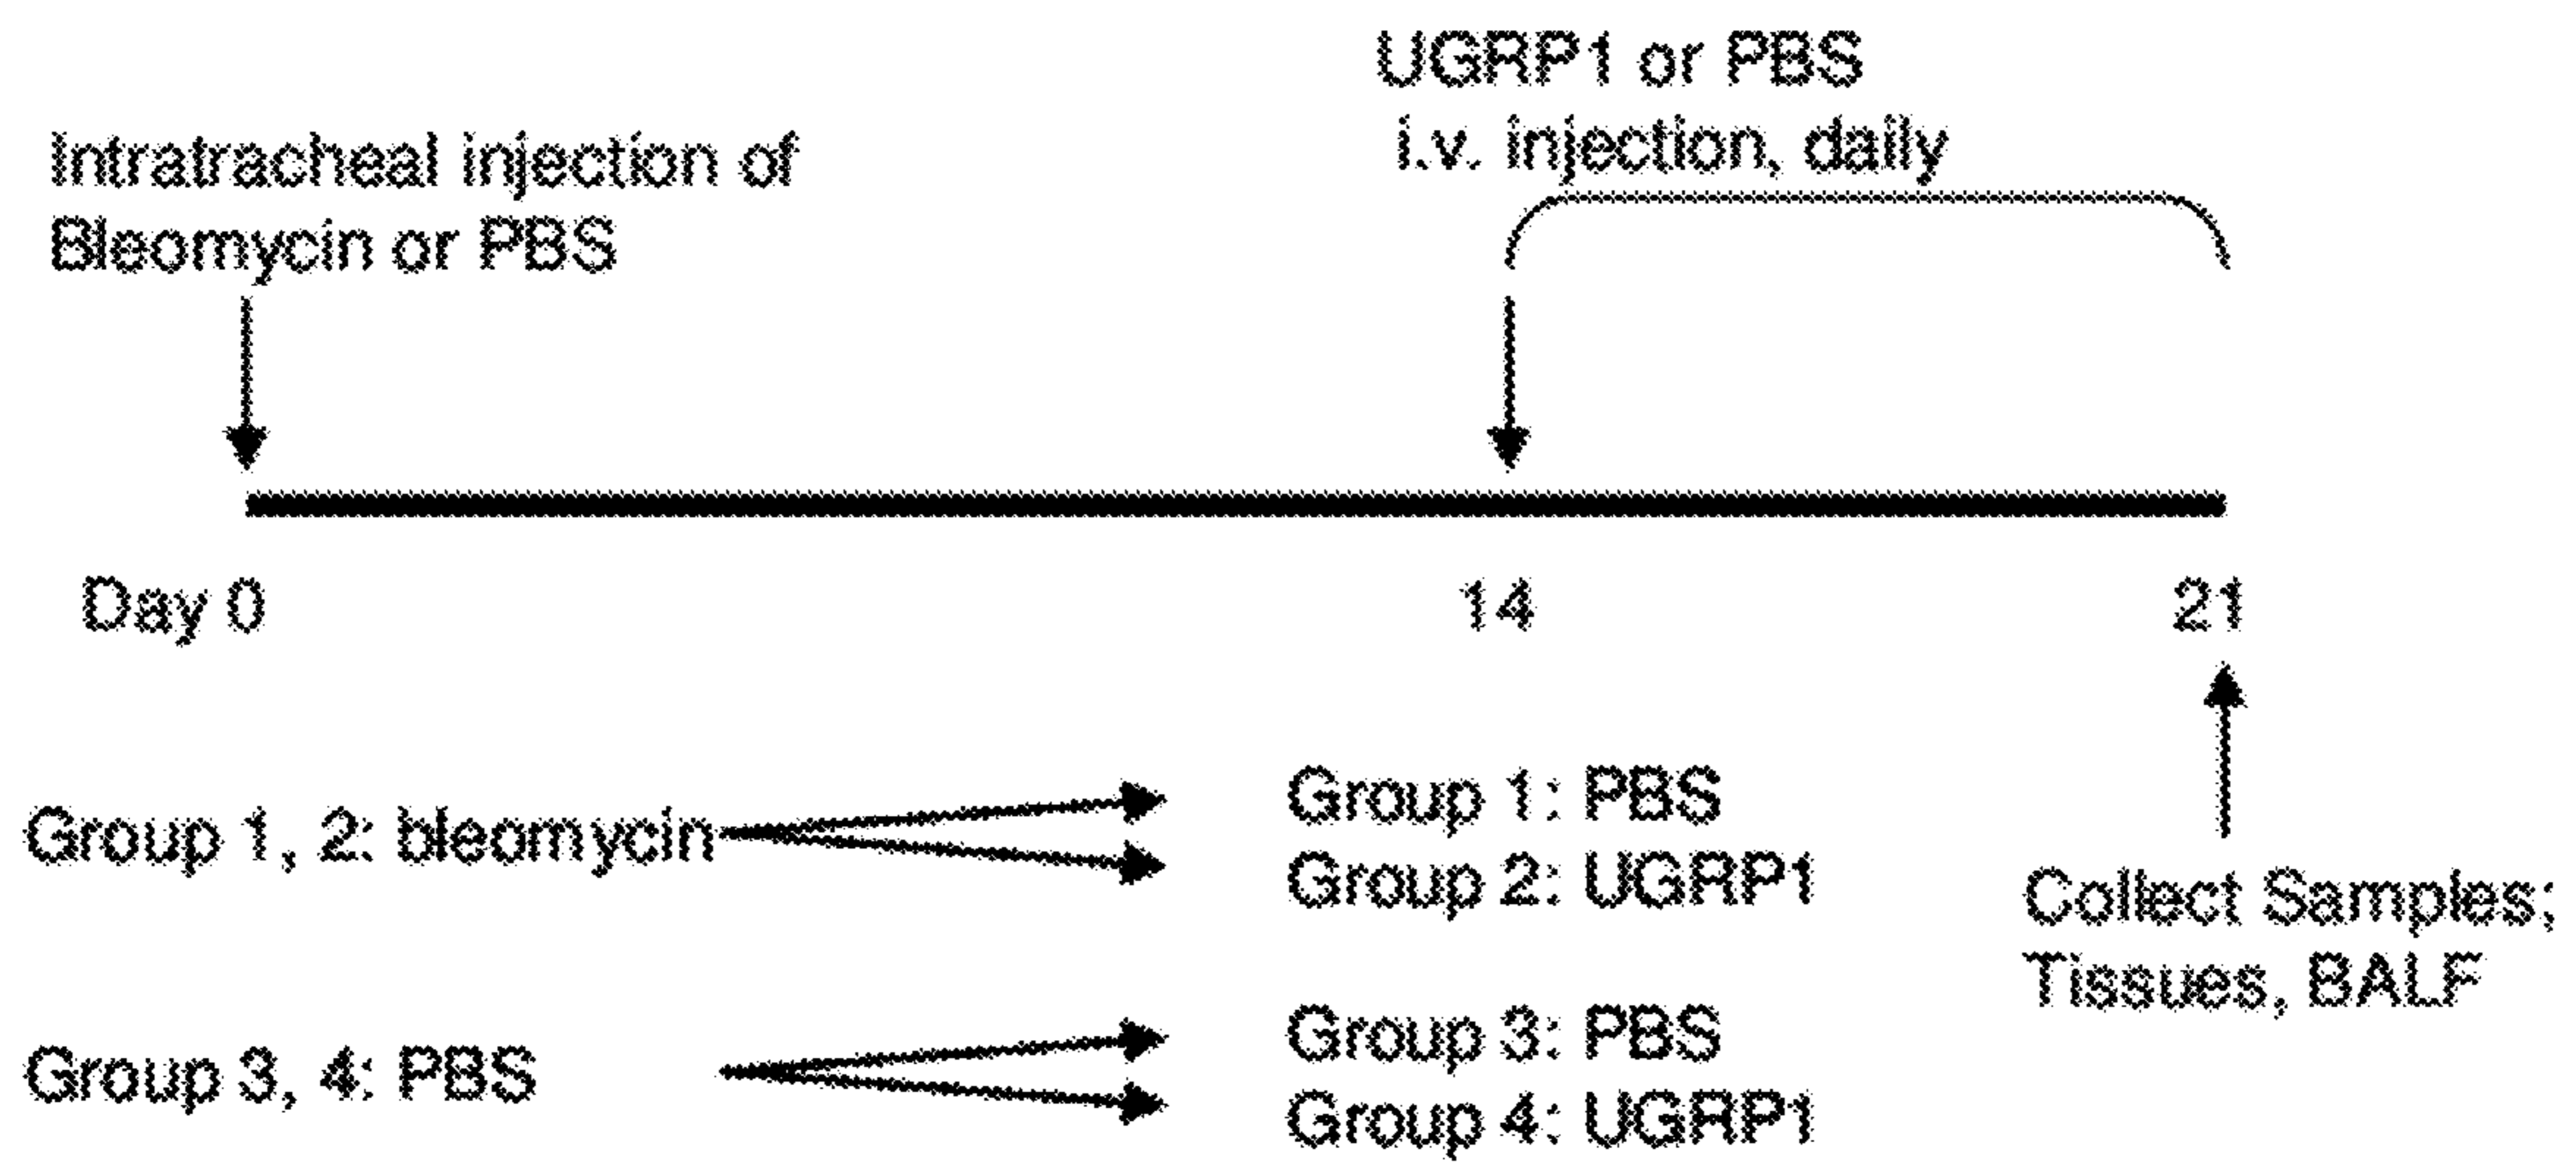 Intratracheal injection of
Bleomycin or PBS
UGRP1 or PBS
i.v. injection, daily
Day 0
14
21
Group 1, 2: bleomycin
Group 1: PBS
Group 2: UGRP1
Group 3, 4: PBS
Group 3: PBS
Group 4: UGRP1
Collect Samples;
Tissues, BALF